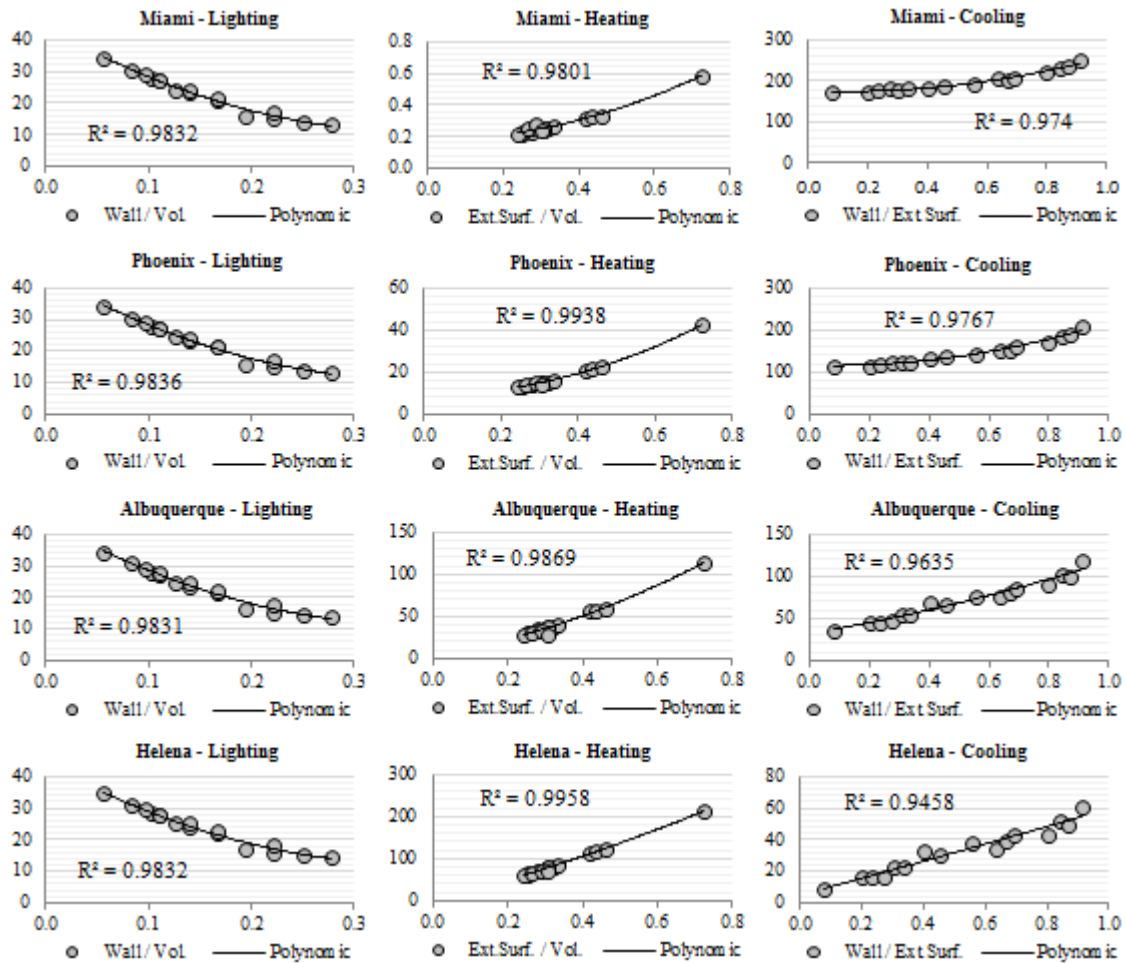 Miami - Lighting
40
30
20
10
0
R² = 0.9832
0.0 0.1 0.2 0.3
Wall / Vol. Polynomic
Miami - Heating
0.8
0.6
0.4
0.2
0.0
R² = 0.9801
0.0 0.2 0.4 0.6 0.8
Ext.Surf. / Vol. Polynomic
Miami - Cooling
300
200
100
0
R² = 0.974
0.0 0.2 0.4 0.6 0.8 1.0
Wall / Ext.Surf. Polynomic
Phoenix - Lighting
40
30
20
10
0
R² = 0.9836
0.0 0.1 0.2 0.3
Wall / Vol. Polynomic
Phoenix - Heating
60
40
20
0
R² = 0.9938
0.0 0.2 0.4 0.6 0.8
Ext.Surf. / Vol. Polynomic
Phoenix - Cooling
300
200
100
0
R² = 0.9767
0.0 0.2 0.4 0.6 0.8 1.0
Wall / Ext.Surf. Polynomic
Albuquerque - Lighting
40
30
20
10
0
R² = 0.9831
0.0 0.1 0.2 0.3
Wall / Vol. Polynomic
Albuquerque - Heating
150
100
50
0
R² = 0.9869
0.0 0.2 0.4 0.6 0.8
Ext.Surf. / Vol. Polynomic
Albuquerque - Cooling
150
100
50
0
R² = 0.9635
0.0 0.2 0.4 0.6 0.8 1.0
Wall / Ext.Surf. Polynomic
Helena - Lighting
40
30
20
10
0
R² = 0.9832
0.0 0.1 0.2 0.3
Wall / Vol. Polynomic
Helena - Heating
300
200
100
0
R² = 0.9958
0.0 0.2 0.4 0.6 0.8
Ext.Surf. / Vol. Polynomic
Helena - Cooling
80
60
40
20
0
R² = 0.9458
0.0 0.2 0.4 0.6 0.8 1.0
Wall / Ext.Surf. Polynomic